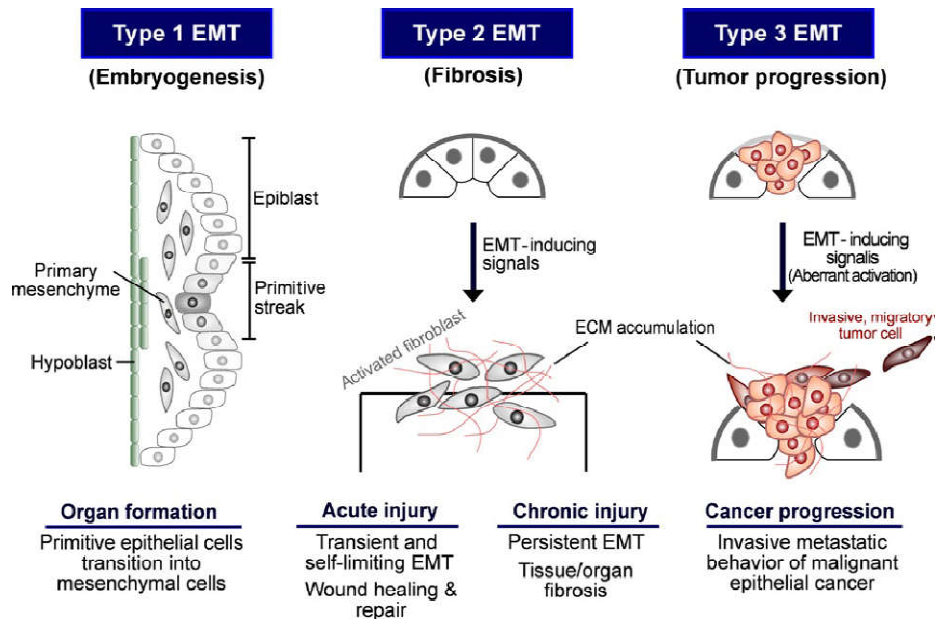 Type 1 EMT
(Embryogenesis)
Type 2 EMT
(Fibrosis)
Type 3 EMT
(Tumor progression)
Epiblast
Primary
mesenchyme
Primitive
streak
Hypoblast
EMT-inducing
signals
Activated fibroblast
ECM accumulation
EMT- inducing
signalis
(Aberrant activation)
Invasive, migratory
tumor cell
Organ formation
Primitive epithelial cells
transition into
mesenchymal cells
Acute injury
Transient and
self-limiting EMT
Wound healing &
repair
Chronic injury
Persistent EMT
Tissue/organ
fibrosis
Cancer progression
Invasive metastatic
behavior of malignant
epithelial cancer